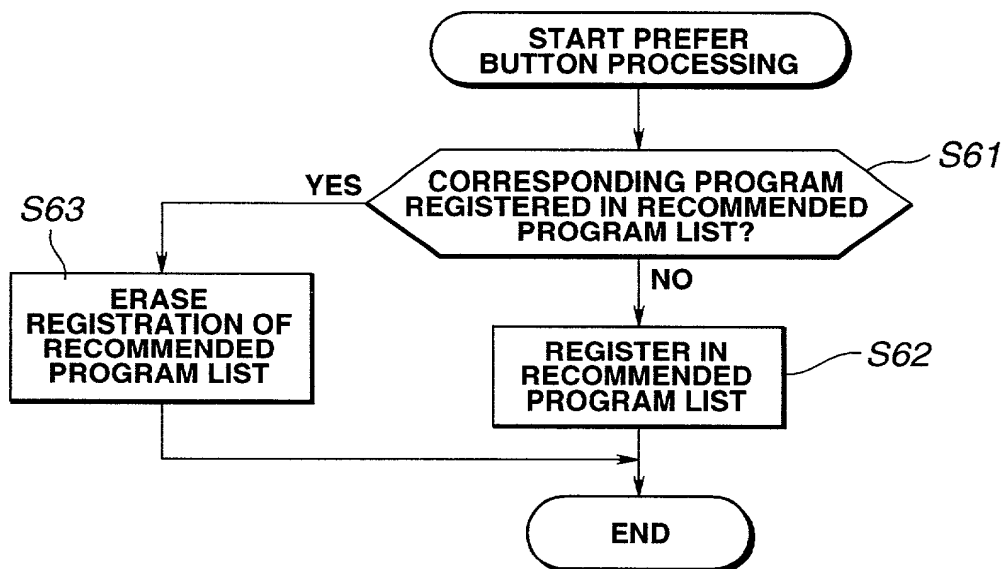 START PREFER
BUTTON PROCESSING
S61
CORRESPONDING PROGRAM
REGISTERED IN RECOMMENDED
PROGRAM LIST?
YES
NO
S63
ERASE
REGISTRATION OF
RECOMMENDED
PROGRAM LIST
S62
REGISTER IN
RECOMMENDED
PROGRAM LIST
END